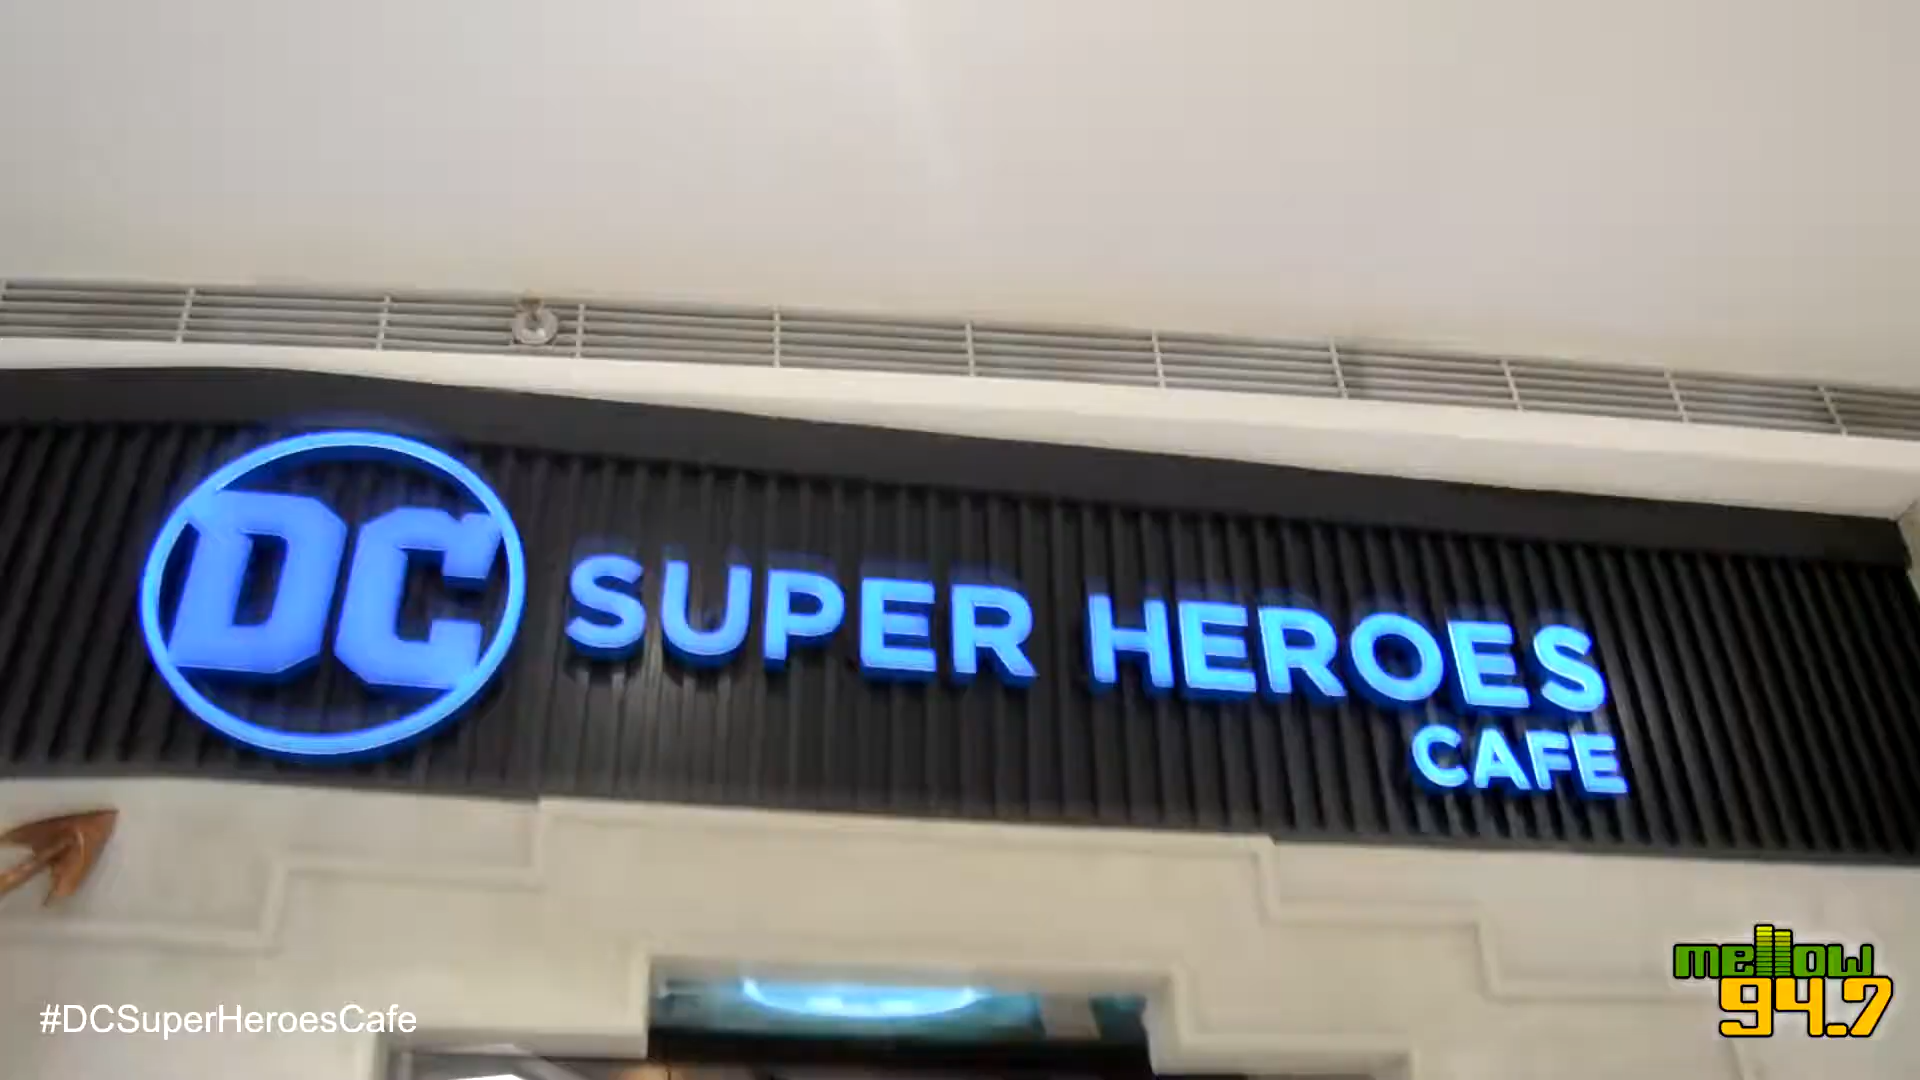 DC
SUPER HEROES
CAFE
#DCSuperHeroesCafe
mellow
94.7